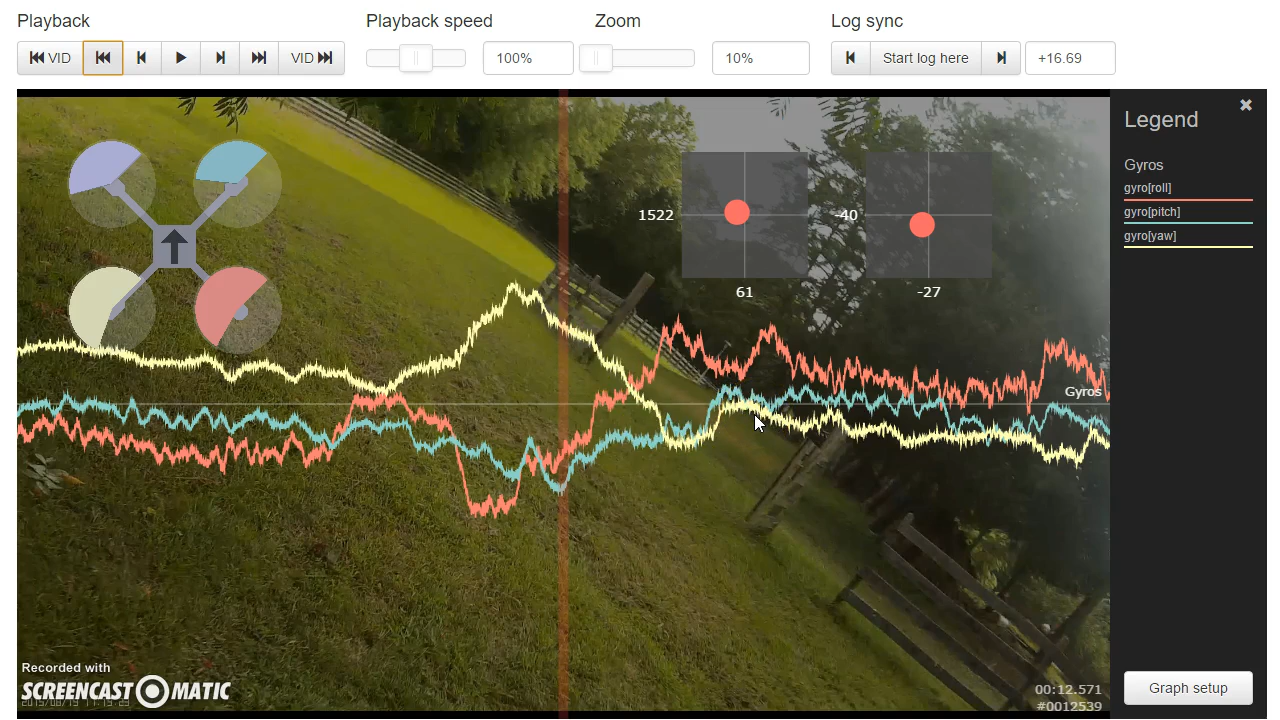 Playback
Playback speed
Zoom
Log sync
VID
VID
100%
10%
Start log here
+16.69
Legend
Gyros
gyro[roll]
gyro[pitch]
gyro[yaw]
1522
61
-40
-27
Gyros
Recorded with
SCREENCAST MATIC
00:12.571
#0012539
Graph setup